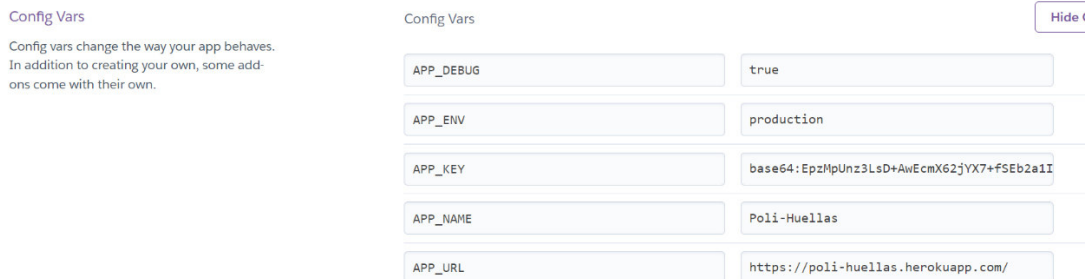 Config Vars
Config vars change the way your app behaves.
In addition to creating your own, some add-
ons come with their own.
Config Vars
Hide
APP_DEBUG true
APP_ENV production
APP_KEY base64:EpzMpUnz3LsD+AwEcmX62jYX7+fSEb2a1I
APP_NAME Poli-Huellas
APP_URL https://poli-huellas.herokuapp.com/